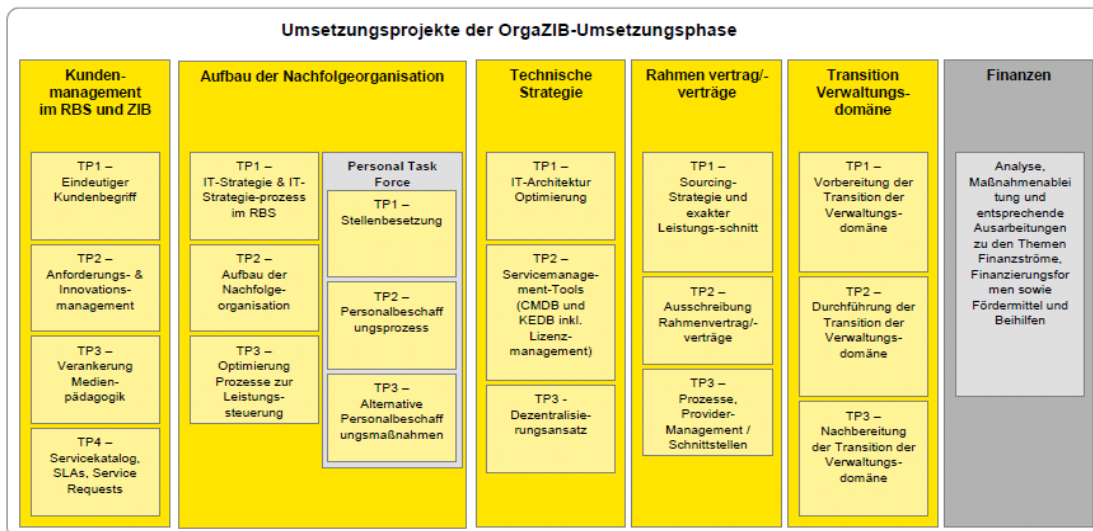 Umsetzungsprojekte der OrgaZIB-Umsetzungsphase
Kunden-
management
im RBS und ZIB
TP1 –
Eindeutiger
Kundenbegriff
TP2 –
Anforderungs- &
Innovations-
management
TP3 –
Verankerung
Medien-
pädagogik
TP4 –
Servicekatalog,
SLAs, Service
Requests
Aufbau der Nachfolgeorganisation
TP1 –
IT-Strategie & IT-
Strategie-prozess
im RBS
TP2 –
Aufbau der
Nachfolge-
organisation
TP3 –
Optimierung
Prozesse zur
Leistungs-
steuerung
Personal Task
Force
TP1 –
Stellenbesetzung
TP2 –
Personalbeschaff
ungsprozess
TP3 –
Alternative
Personalbeschaff
ungsmaßnahmen
Technische
Strategie
TP1 –
IT-Architektur
Optimierung
TP2 –
Servicemanage-
ment-Tools
(CMDB und
KEDB inkl.
Lizenz-
management)
TP3 -
Dezentralisie-
rungsansatz
Rahmen vertrag/-
verträge
TP1 –
Sourcing-
Strategie und
exakter
Leistungs-schnitt
TP2 –
Ausschreibung
Rahmenvertrag/-
verträge
TP3 –
Prozesse,
Provider-
Management /
Schnittstellen
Transition
Verwaltungs-
domäne
TP1 –
Vorbereitung der
Transition der
Verwaltungs-
domäne
TP2 –
Durchführung der
Transition der
Verwaltungs-
domäne
TP3 –
Nachbereitung
der Transition der
Verwaltungs-
domäne
Finanzen
Analyse,
Maßnahmenablei
tung und
entsprechende
Ausarbeitungen
zu den Themen
Finanzströme,
Finanzierungsfor
men sowie
Fördermittel und
Beihilfen